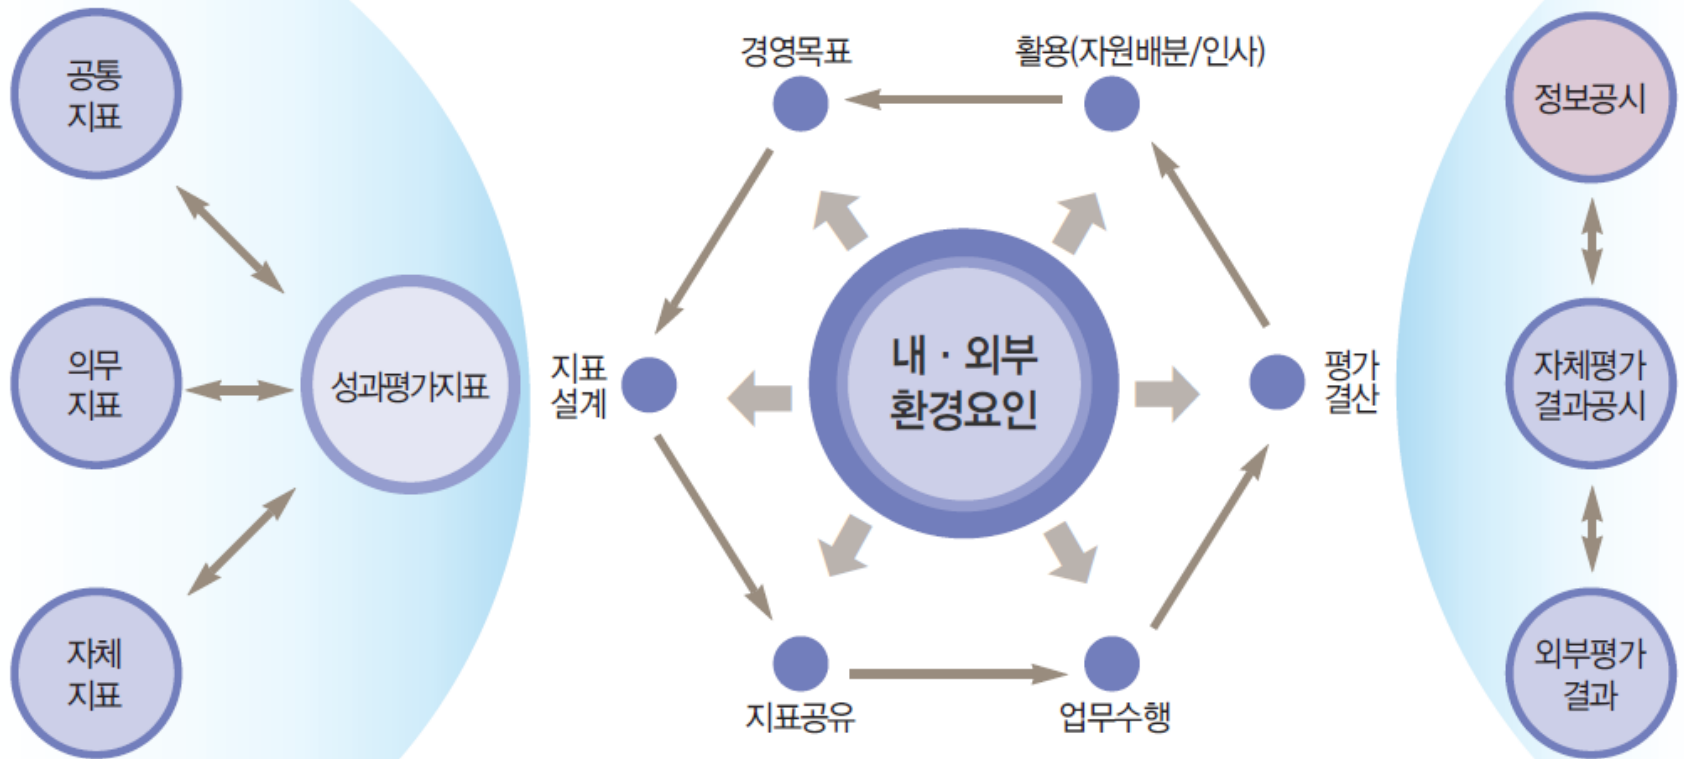 공통
지표
의무
지표
자체
지표
성과평가지표
경영목표
활용(자원배분/인사)
지표
설계
내 · 외부
환경요인
평가
결산
지표공유
업무수행
정보공시
자체평가
결과공시
외부평가
결과